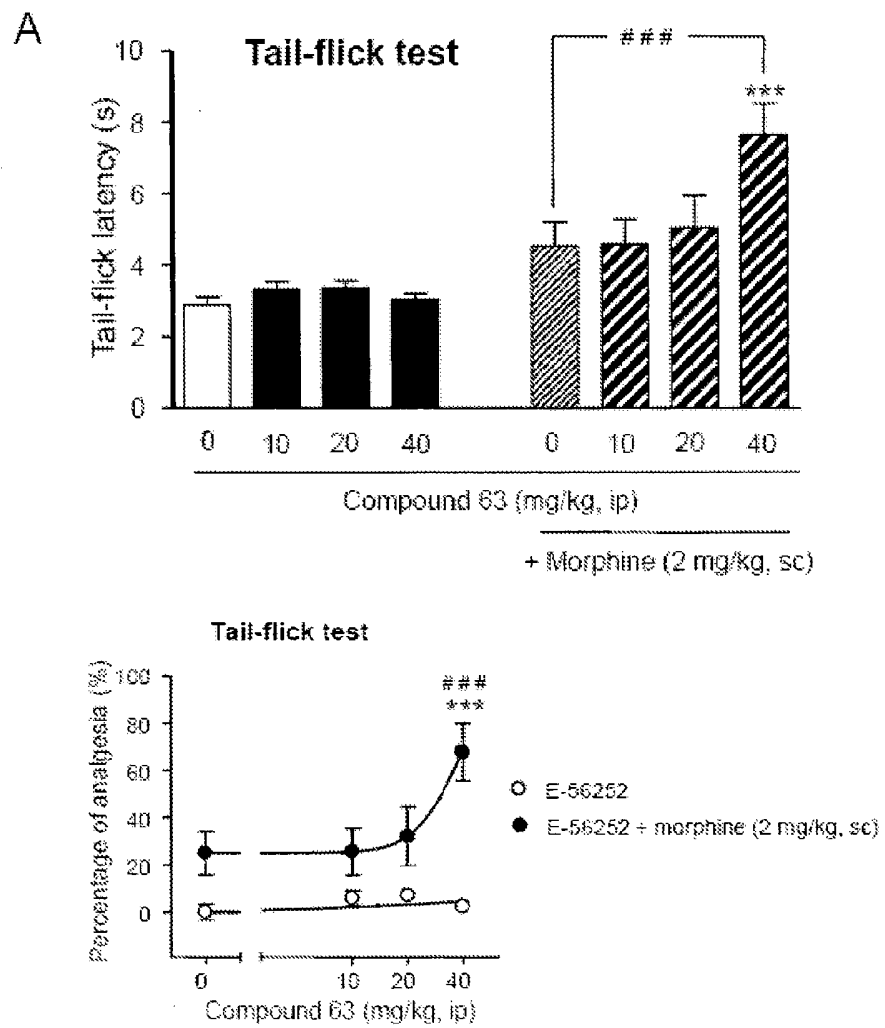 A
Tail-flick test
###
***
Tail-flick latency (s)
10
8
6
4
2
0
0 10 20 40 0 10 20 40
Compound 63 (mg/kg, ip)
+ Morphine (2 mg/kg, sc)
Tail-flick test
Percentage of analgesia (%)
100
80
60
40
20
0
###
***
E-56252
E-56252 + morphine (2 mg/kg, sc)
0 10 20 40
Compound 63 (mg/kg, ip)